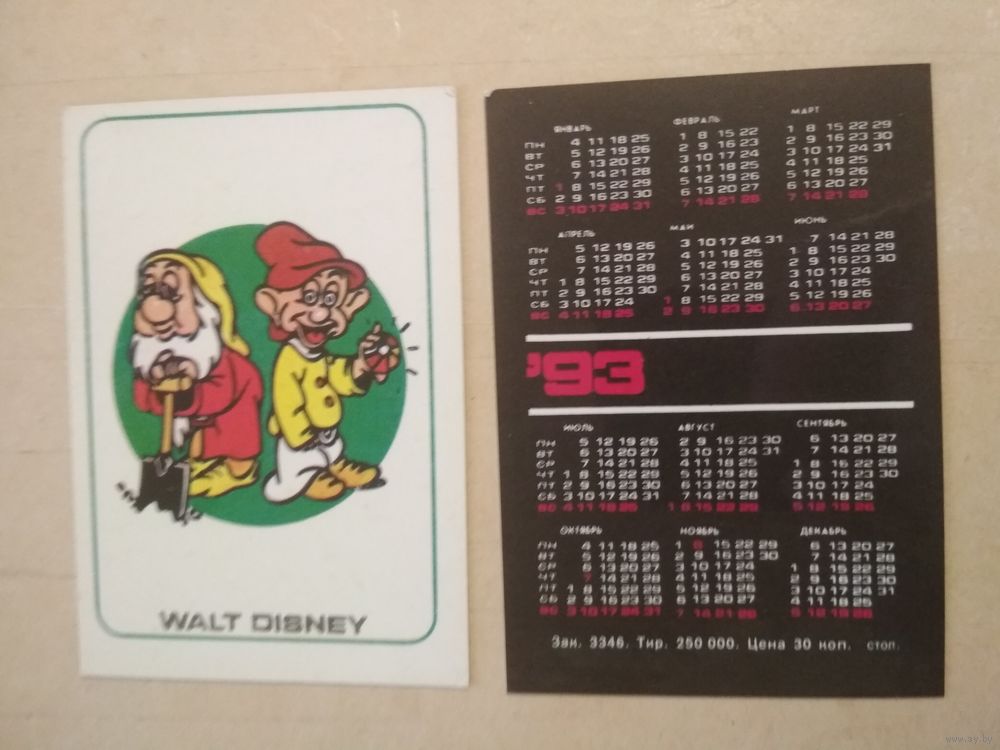 WALT DISNEY
ЯНВАРЬ ФЕВРАЛЬ МАРТ
ПН 4 11 18 25 1 8 15 22 1 8 15 22 29
ВТ 5 12 19 26 2 9 16 23 2 9 16 23 30
СР 6 13 20 27 3 10 17 24 3 10 17 24 31
ЧТ 7 14 21 28 4 11 18 25 4 11 18 25
ПТ 1 8 15 22 29 5 12 19 26 5 12 19 26
СБ 2 9 16 23 30 6 13 20 27 6 13 20 27
ВС 3 10 17 24 31 7 14 21 28 7 14 21 28
АПРЕЛЬ МАЙ ИЮНЬ
ПН 5 12 19 26 3 10 17 24 31 7 14 21 28
ВТ 6 13 20 27 4 11 18 25 1 8 15 22 29
СР 7 14 21 28 5 12 19 26 2 9 16 23 30
ЧТ 1 8 15 22 29 6 13 20 27 3 10 17 24
ПТ 2 9 16 23 30 7 14 21 28 4 11 18 25
СБ 3 10 17 24 1 8 15 22 29 5 12 19 26
ВС 4 11 18 25 2 9 16 23 30 6 13 20 27
'93
ИЮЛЬ АВГУСТ СЕНТЯБРЬ
ПН 5 12 19 26 2 9 16 23 30 6 13 20 27
ВТ 6 13 20 27 3 10 17 24 31 7 14 21 28
СР 7 14 21 28 4 11 18 25 1 8 15 22 29
ЧТ 1 8 15 22 29 5 12 19 26 2 9 16 23 30
ПТ 2 9 16 23 30 6 13 20 27 3 10 17 24
СБ 3 10 17 24 31 7 14 21 28 4 11 18 25
ВС 4 11 18 25 1 8 15 22 29 5 12 19 26
ОКТЯБРЬ НОЯБРЬ ДЕКАБРЬ
ПН 4 11 18 25 1 8 15 22 29 6 13 20 27
ВТ 5 12 19 26 2 9 16 23 30 7 14 21 28
СР 6 13 20 27 3 10 17 24 1 8 15 22 29
ЧТ 7 14 21 28 4 11 18 25 2 9 16 23 30
ПТ 1 8 15 22 29 5 12 19 26 3 10 17 24 31
СБ 2 9 16 23 30 6 13 20 27 4 11 18 25
ВС 3 10 17 24 31 7 14 21 28 5 12 19 26
Зак. 3346. Тир. 250 000. Цена 30 коп. стоп.
www.ay.by